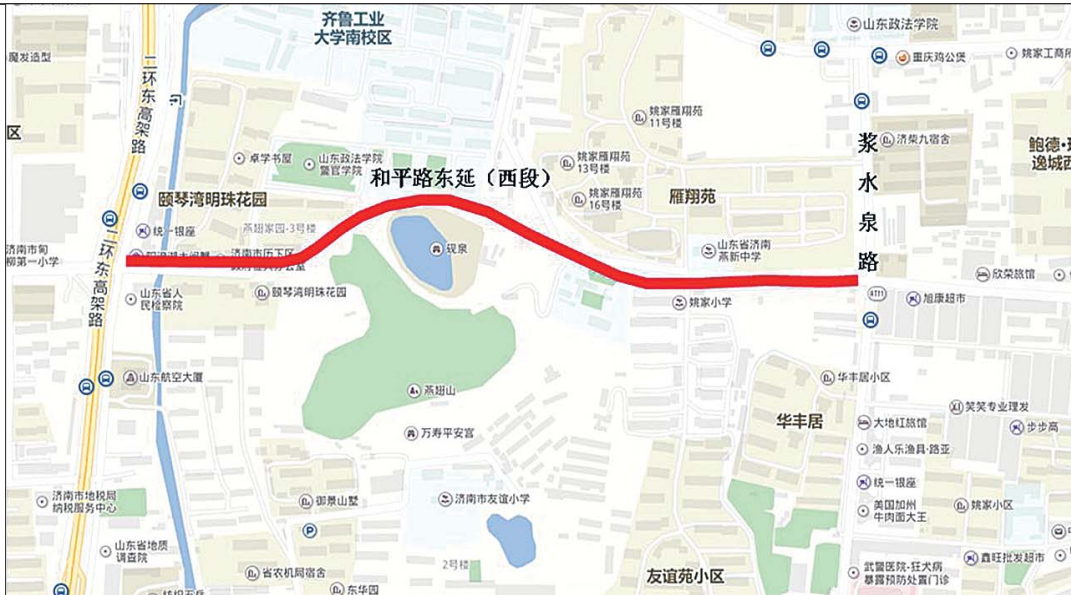 魔发造型
区
二环东高架路
齐鲁工业
大学南校区
山东政法学院
重庆鸡公煲
姚家工商所
姚家雁翔苑
11号楼
浆水泉路
济柴九宿舍
鲍德·
逸城西
卓学书屋
山东政法学院
警官学院
姚家雁翔苑
13号楼
和平路东延（西段）
姚家雁翔苑
16号楼
雁翔苑
颐琴湾明珠花园
统一银座
燕翅家园-3号楼
砚泉
山东省济南
燕新中学
济南市甸
柳第一小学
二环东高架路
济南市历下区
欣荣旅馆
山东省人
民检察院
颐琴湾明珠花园
姚家小学
旭康超市
山东航空大厦
燕翅山
华丰居小区
华丰居
笑笑专业理发
步步高
万寿平安宫
大地红旅馆
渔人乐渔具·路亚
统一银座
济南市地税局
纳税服务中心
御景山墅
济南市友谊小学
美国加州
牛肉面大王
姚家小区
P
山东省地质
调查院
2号楼
鑫旺批发超市
省农机局宿舍
友谊苑小区
武警医院-狂犬病
暴露预防处置门诊
东华园